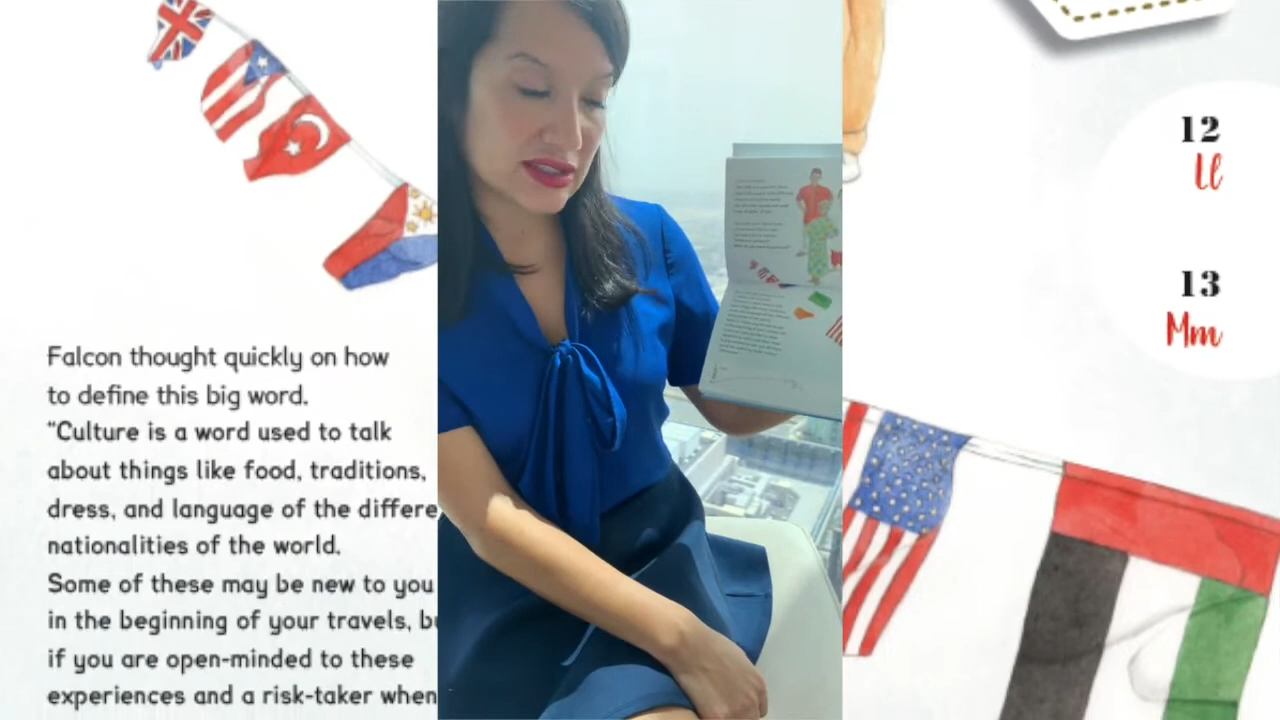 Falcon thought quickly on how
to define this big word.
“Culture is a word used to talk
about things like food, traditions,
dress, and language of the differe
nationalities of the world.
Some of these may be new to you
in the beginning of your travels, bu
if you are open-minded to these
experiences and a risk-taker when
12
Ll
13
Mm